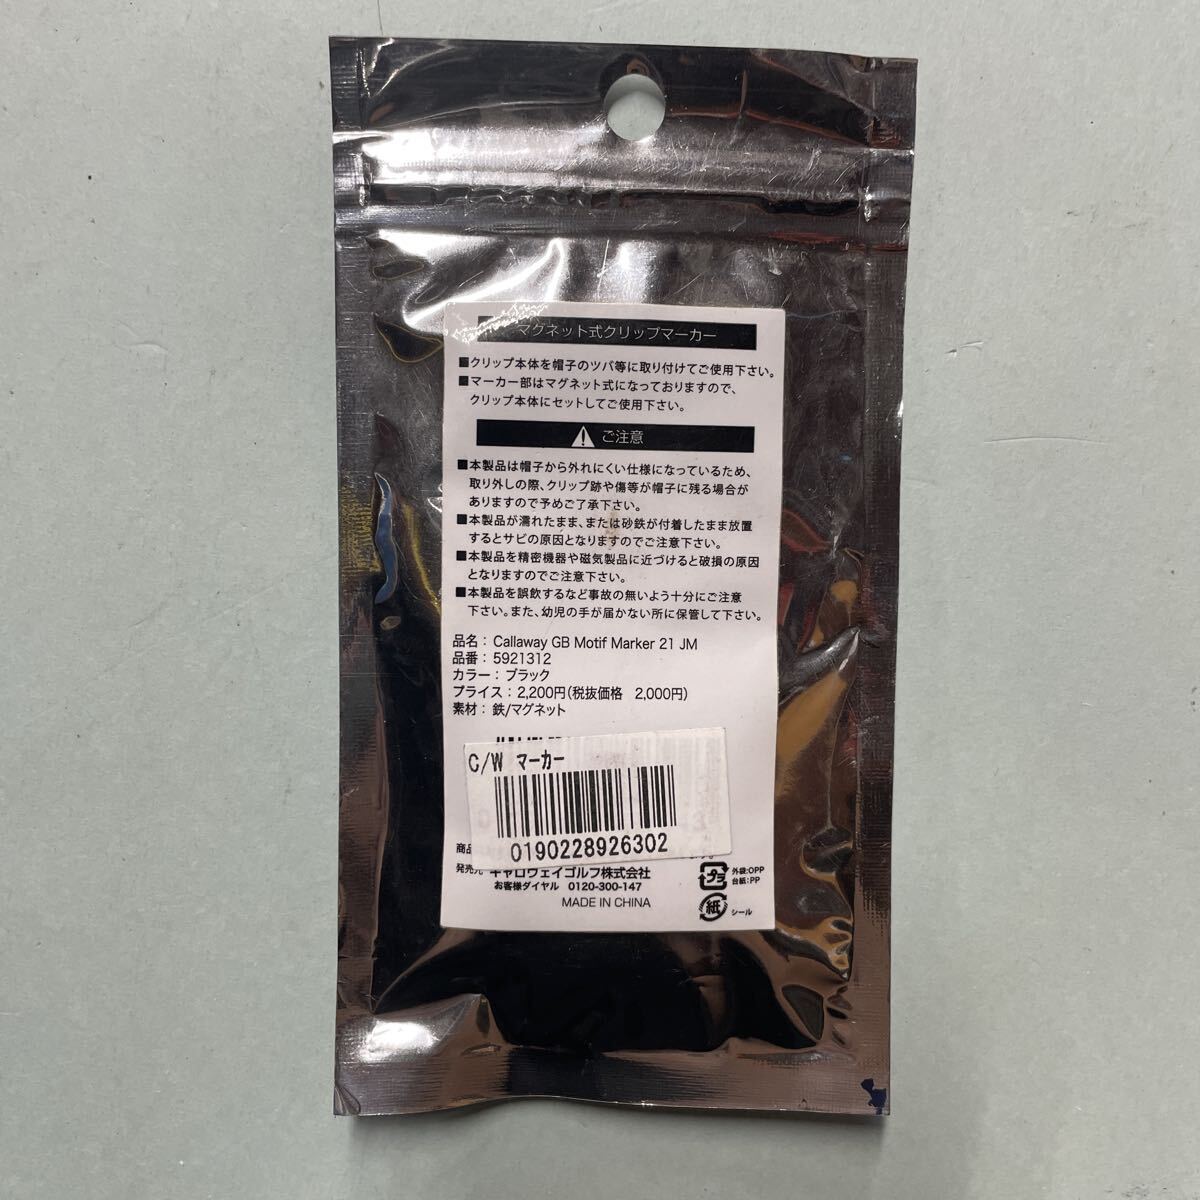 マグネット式クリップマーカー
■クリップ本体を帽子のツバ等に取り付けてご使用下さい。
■マーカー部はマグネット式になっておりますので、
クリップ本体にセットしてご使用下さい。
ご注意
■本製品は帽子から外れにくい仕様になっているため、
取り外しの際、クリップ跡や傷等が帽子に残る場合が
ありますので予めご了承下さい。
■本製品が濡れたまま、または砂鉄が付着したまま放置
するとサビの原因となりますのでご注意下さい。
■本製品を精密機器や磁気製品に近づけると破損の原因
となりますのでご注意下さい。
■本製品を誤飲するなど事故の無いよう十分にご注意
下さい。また、幼児の手が届かない所に保管して下さい。
品名：Callaway GB Motif Marker 21 JM
品番：5921312
カラー：ブラック
プライス：2,200円(税抜価格 2,000円)
素材：鉄/マグネット
C/W マーカー
0190228926302
商品
発売元 キャロウェイゴルフ株式会社
お客様ダイヤル 0120-300-147
MADE IN CHINA
プラ 外袋:OPP
台紙:PP
紙 シール